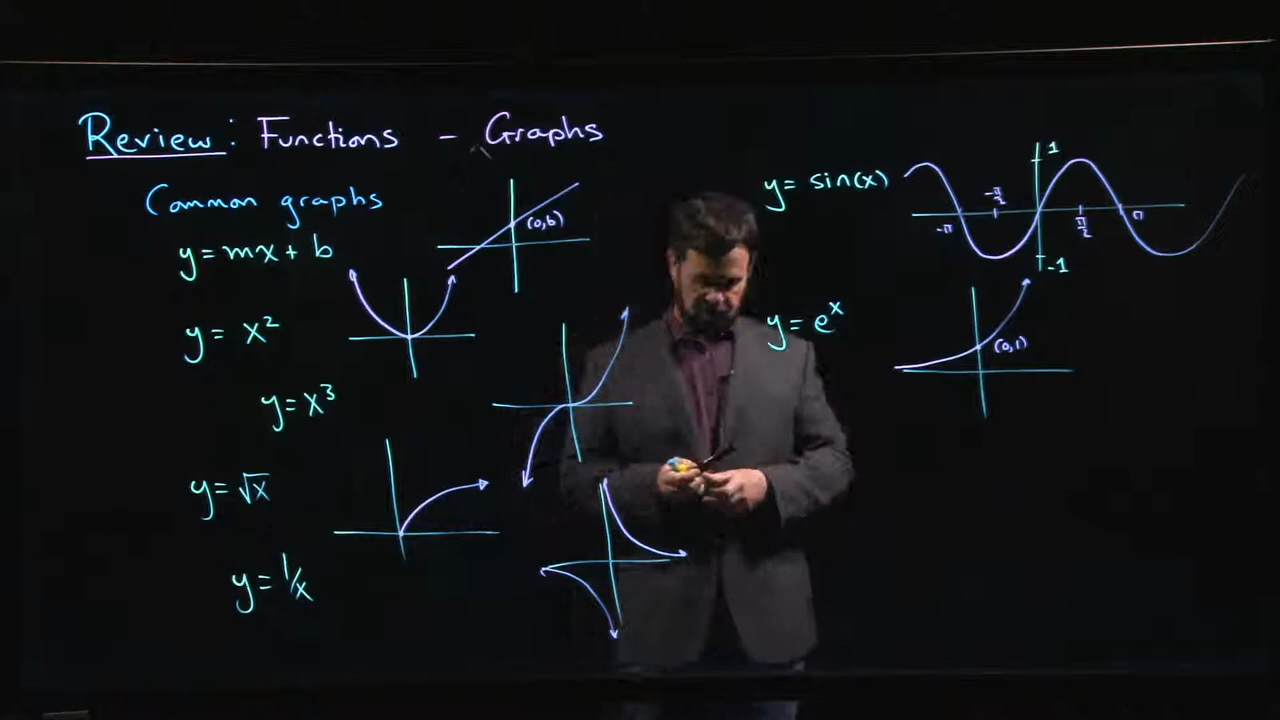 Review: Functions - Graphs
Common graphs
y = mx + b
(0,b)
y = x²
y = x³
y = √x
y = 1/x
y = sin(x)
1
-π
-π/2
π/2
π
-1
y = eˣ
(0,1)